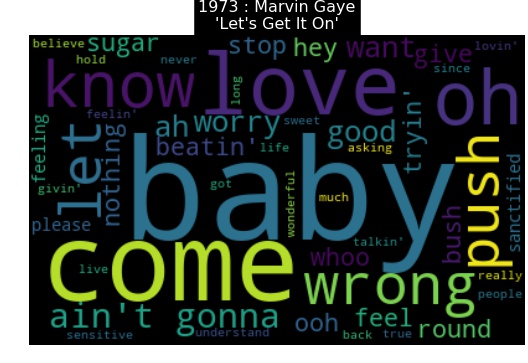 1973 : Marvin Gaye
'Let's Get It On'
believe sugar stop hey want give lovin'
hold never since
know love oh
long
feelin'
ah worry sweet good tryin'
feeling let nothing beatin' life asking push sanctified
givin' got wonderful much
baby
please bush
talkin'
come whoo
live wrong really
people
ain't gonna ooh feel round
sensitive understand back true